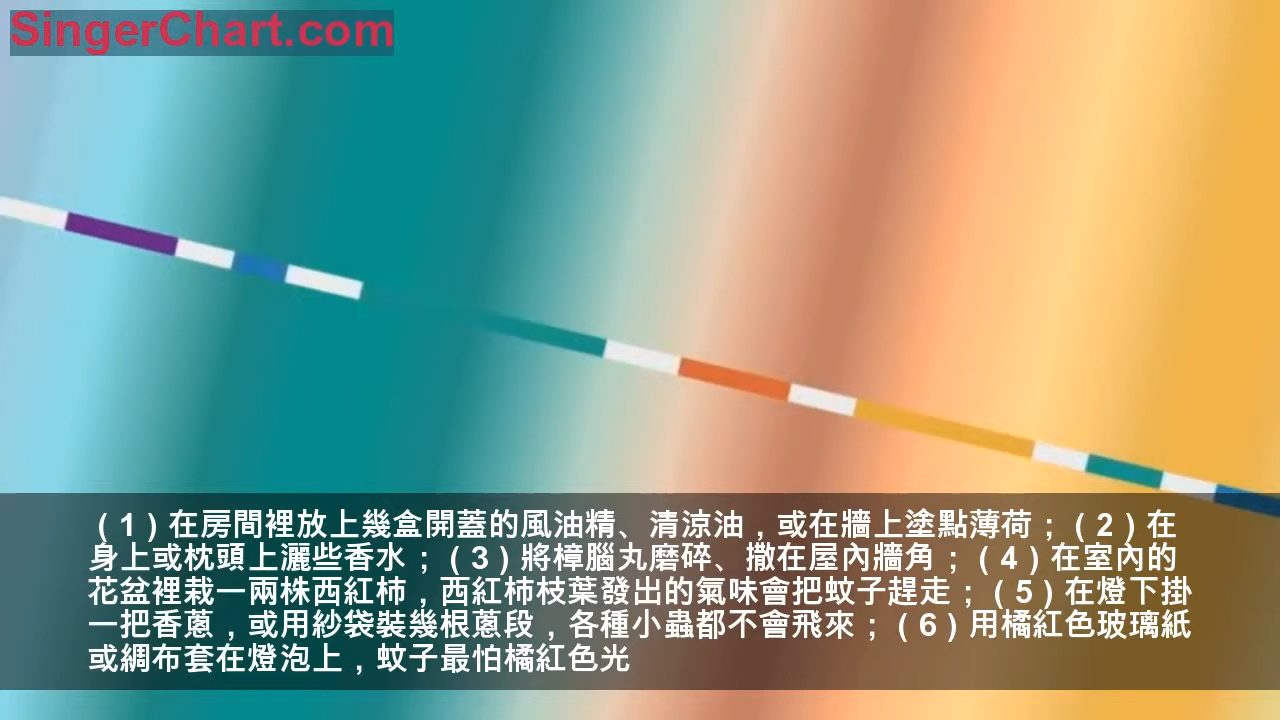 SingerChart.com
（1）在房間裡放上幾盒開蓋的風油精、清涼油，或在牆上塗點薄荷；（2）在
身上或枕頭上灑些香水；（3）將樟腦丸磨碎、撒在屋內牆角；（4）在室內的
花盆裡栽一兩株西紅柿，西紅柿枝葉發出的氣味會把蚊子趕走；（5）在燈下掛
一把香蔥，或用紗袋裝幾根蔥段，各種小蟲都不會飛來；（6）用橘紅色玻璃紙
或綢布套在燈泡上，蚊子最怕橘紅色光